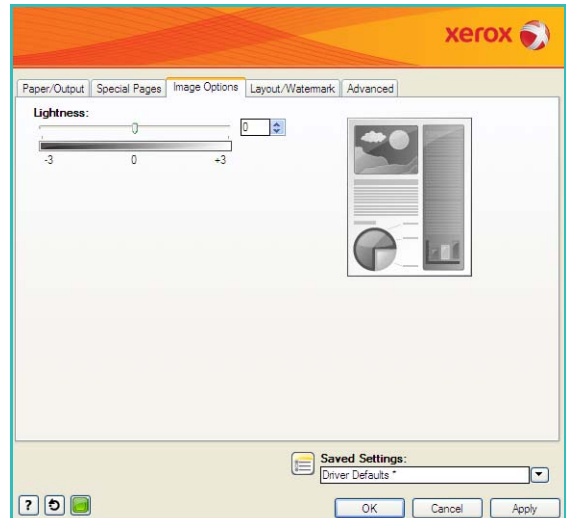 xerox
Paper/Output Special Pages Image Options Layout/Watermark Advanced
Lightness:
0
-3 0 +3
Saved Settings:
Driver Defaults *
? OK Cancel Apply